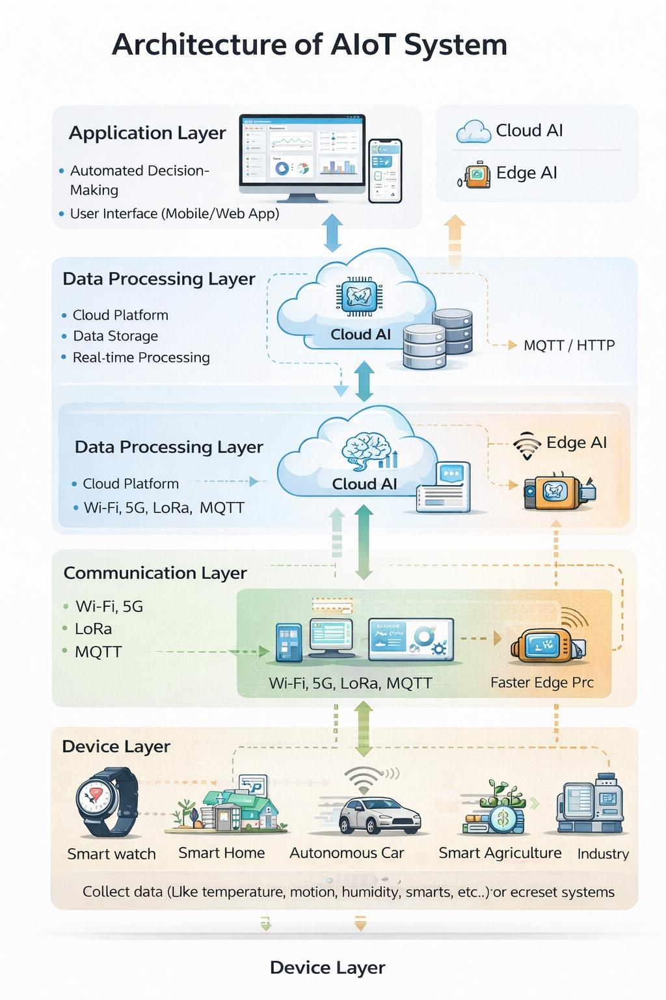 Architecture of AIoT System
Application Layer
Automated Decision-
Making
User Interface (Mobile/Web App)
Cloud AI
Edge AI
Data Processing Layer
Cloud Platform
Data Storage
Real-time Processing
Cloud AI
MQTT / HTTP
Data Processing Layer
Cloud Platform
Wi-Fi, 5G, LoRa, MQTT
Cloud AI
Edge AI
Communication Layer
Wi-Fi, 5G
LoRa
MQTT
Wi-Fi, 5G, LoRa, MQTT
Faster Edge Prc
Device Layer
P
Smart watch
Smart Home
Autonomous Car
Smart Agriculture
Industry
Collect data (LIke temperature, motion, humidity, smarts, etc..) or ecreset systems
Device Layer